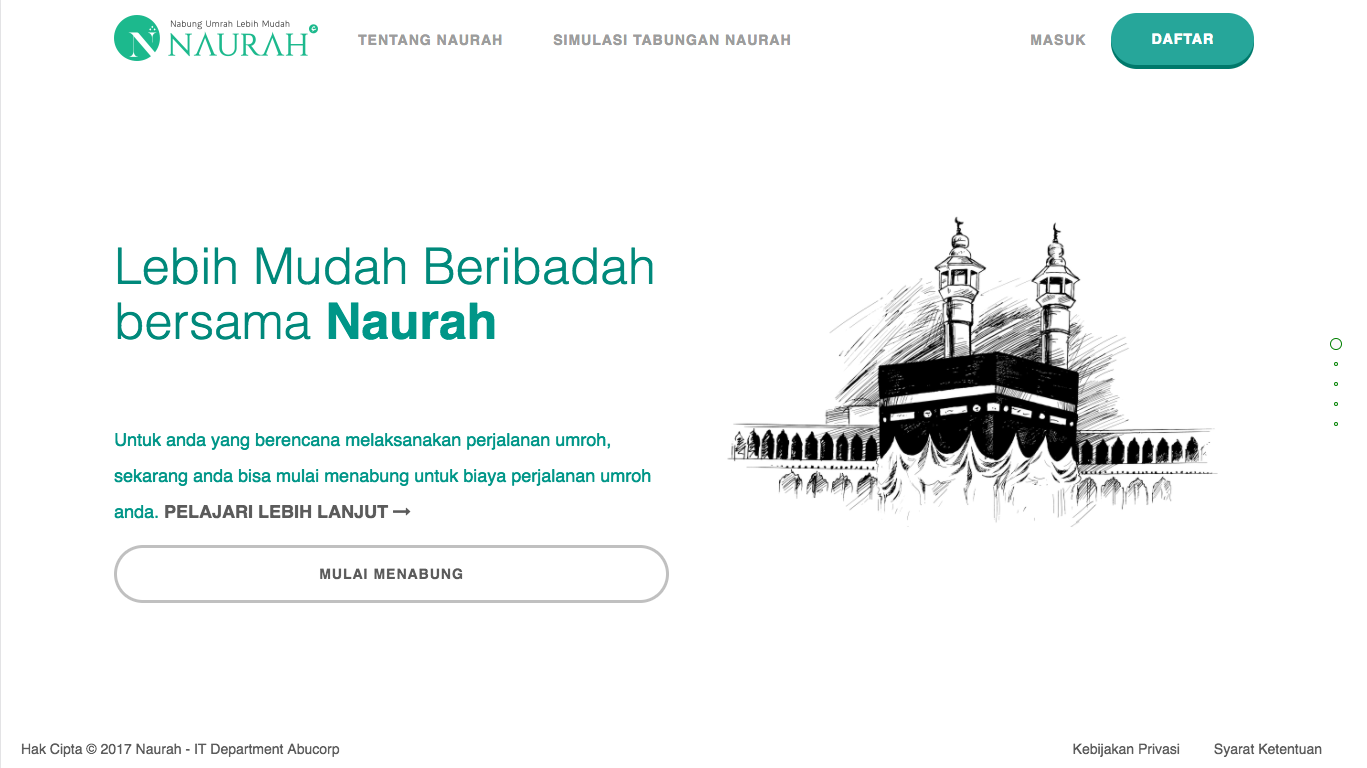 Nabung Umrah Lebih Mudah
NAURAH e
TENTANG NAURAH
SIMULASI TABUNGAN NAURAH
MASUK
DAFTAR
Lebih Mudah Beribadah
bersama Naurah
Untuk anda yang berencana melaksanakan perjalanan umroh,
sekarang anda bisa mulai menabung untuk biaya perjalanan umroh
anda. PELAJARI LEBIH LANJUT →
MULAI MENABUNG
Hak Cipta © 2017 Naurah - IT Department Abucorp
Kebijakan Privasi
Syarat Ketentuan